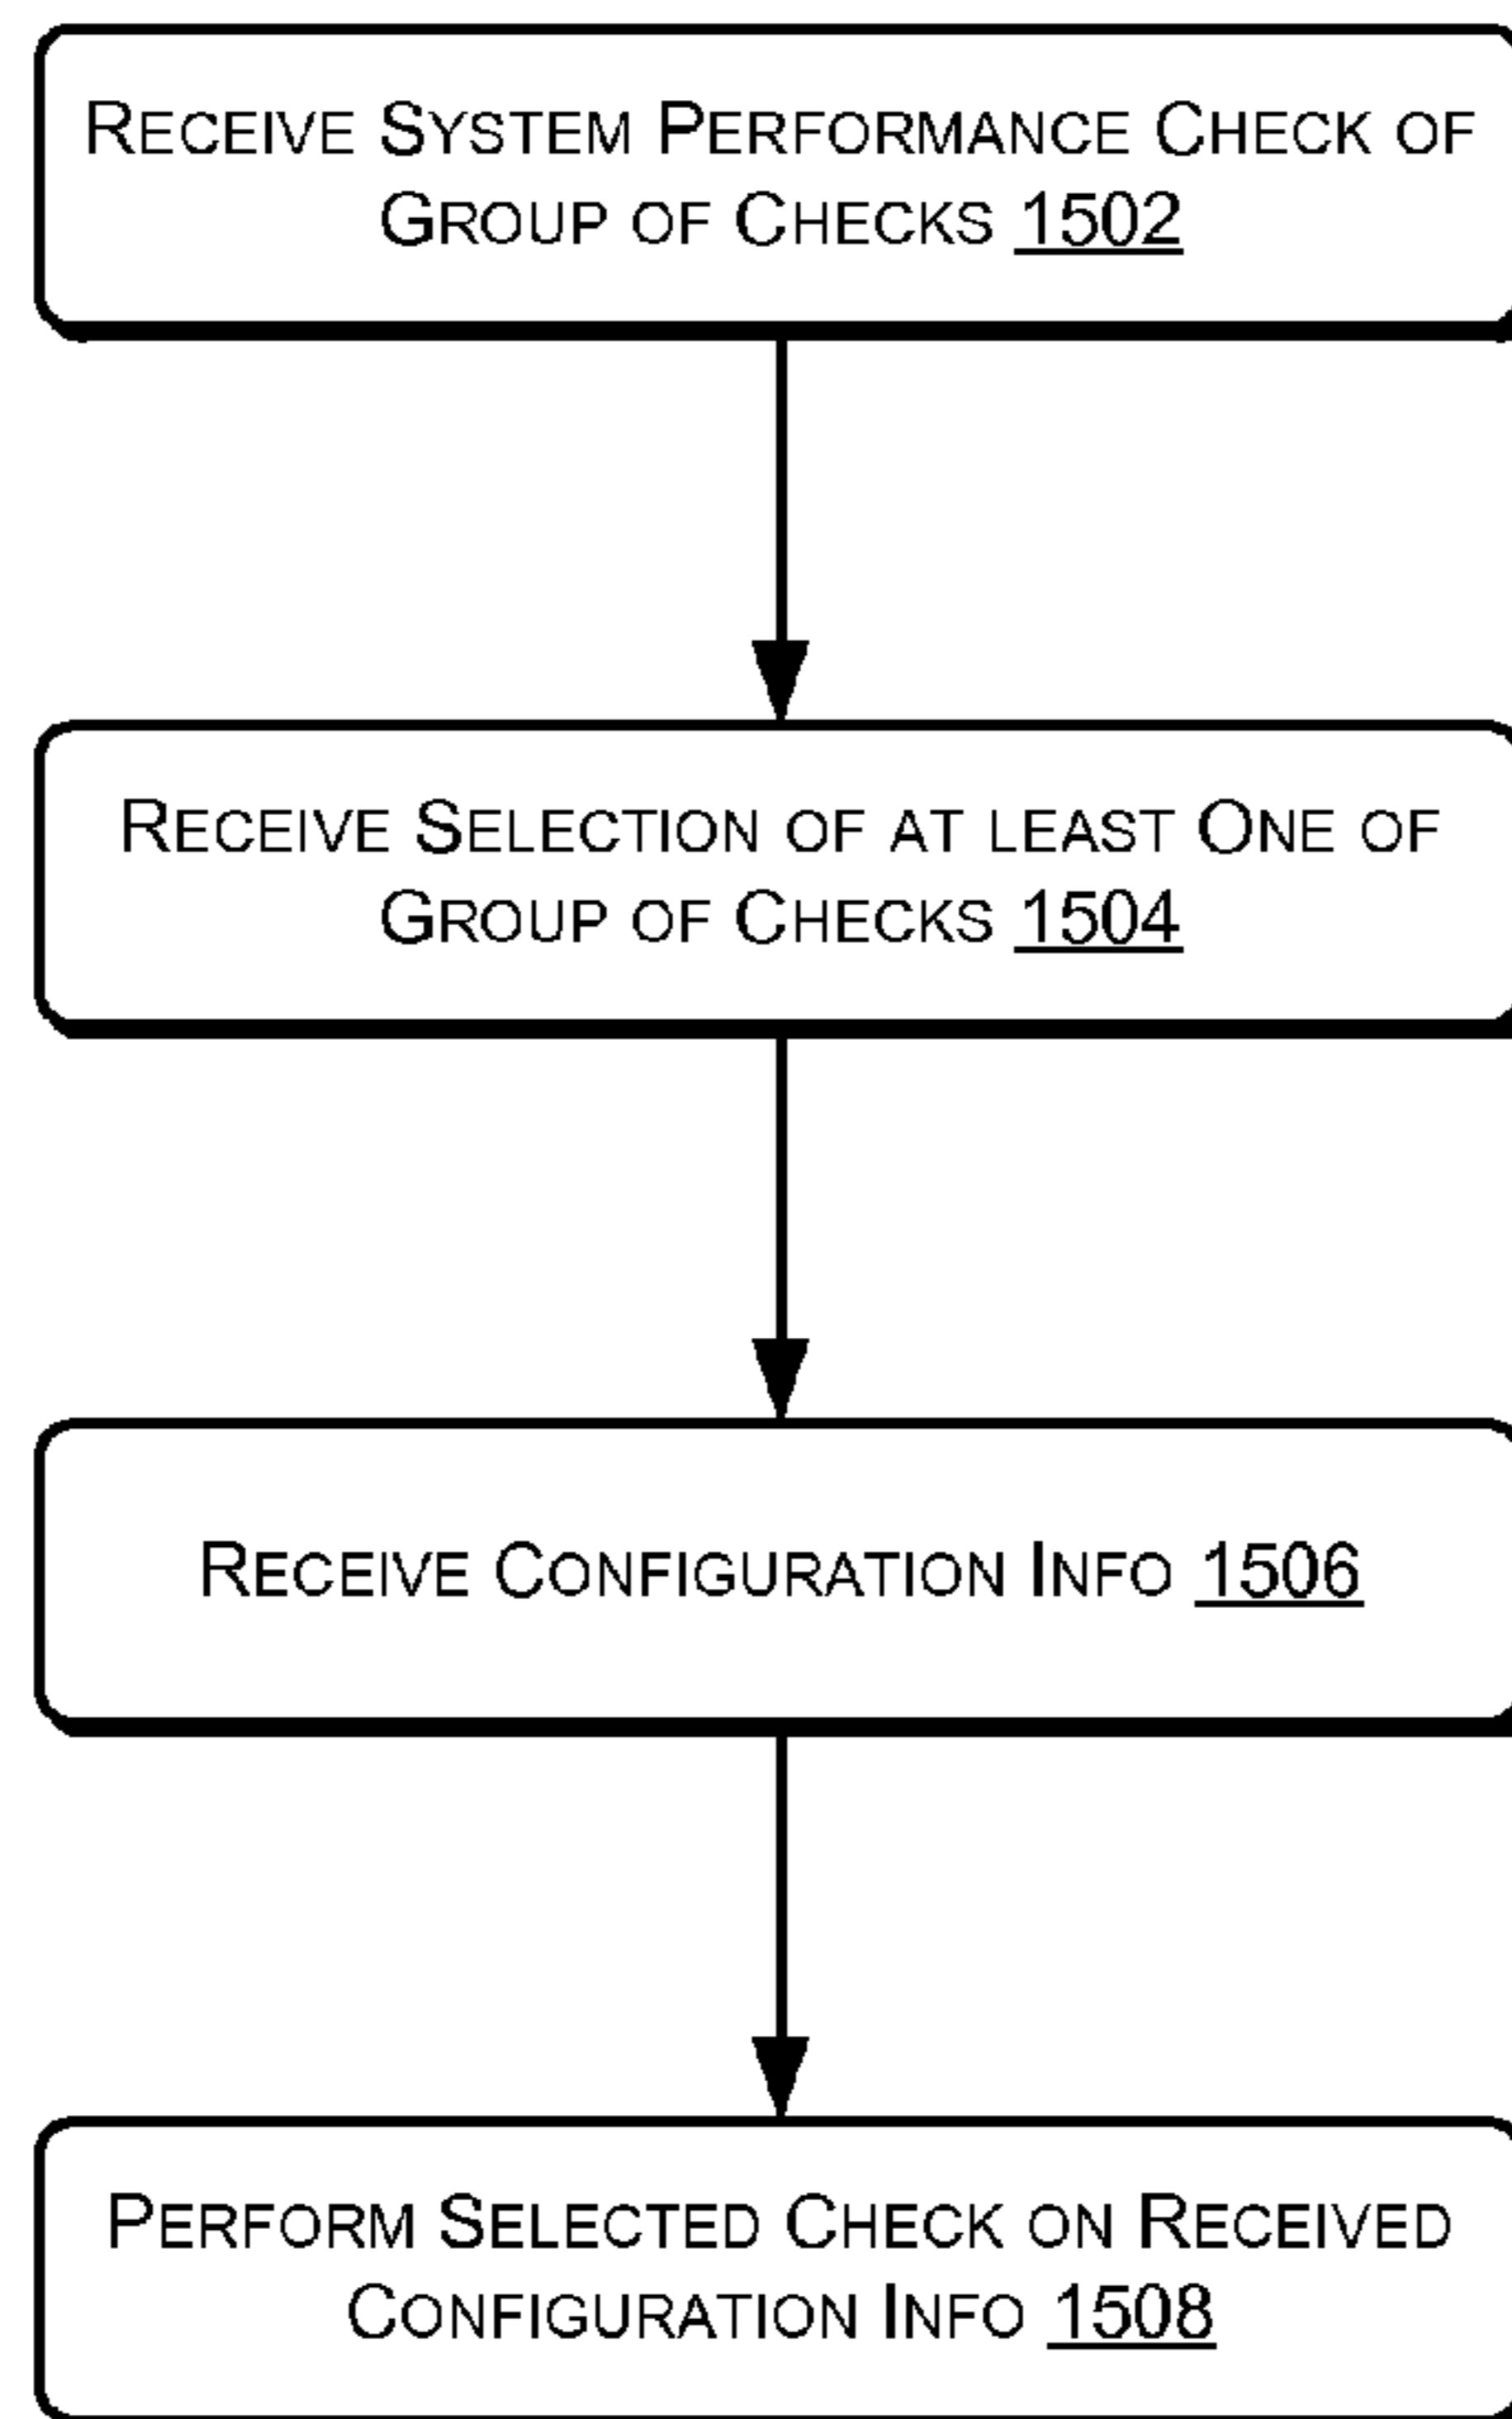 Receive System Performance Check of
Group of Checks 1502
Receive Selection of at least One of
Group of Checks 1504
Receive Configuration Info 1506
Perform Selected Check on Received
Configuration Info 1508